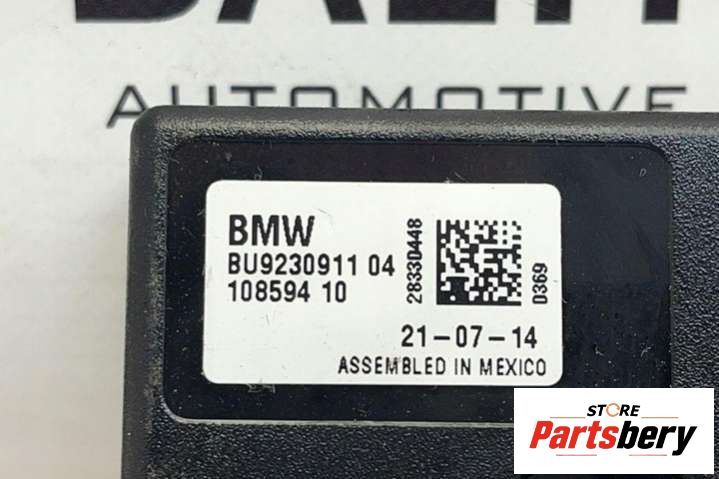 AUTOMOTIVE
BMW
BU9230911 04
108594 10
28330448
0369
21-07-14
ASSEMBLED IN MEXICO
STORE
Partsbery